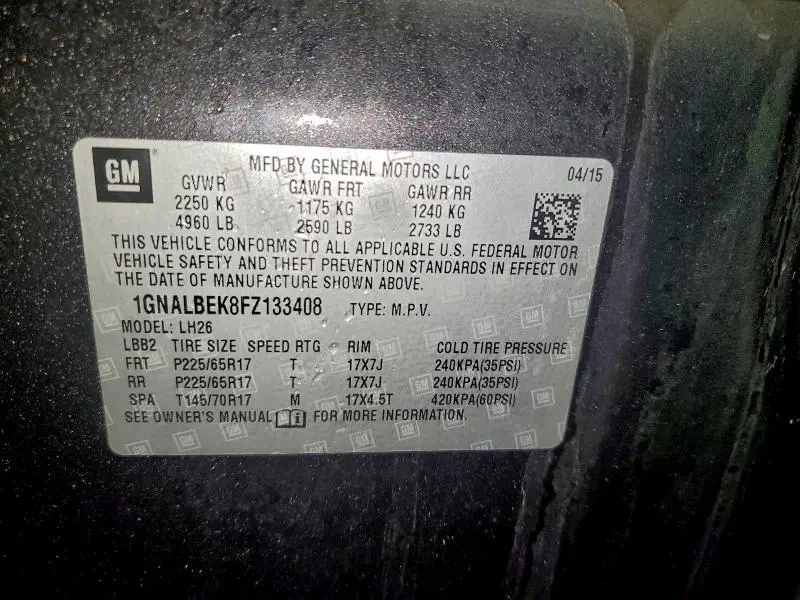 GM® MFD BY GENERAL MOTORS LLC 04/15
GVWR GAWR FRT GAWR RR
2250 KG 1175 KG 1240 KG
4960 LB 2590 LB 2733 LB
THIS VEHICLE CONFORMS TO ALL APPLICABLE U.S. FEDERAL MOTOR
VEHICLE SAFETY AND THEFT PREVENTION STANDARDS IN EFFECT ON
THE DATE OF MANUFACTURE SHOWN ABOVE.
1GNALBEK8FZ133408 TYPE: M.P.V.
MODEL: LH26
LBB2 TIRE SIZE SPEED RTG RIM COLD TIRE PRESSURE
FRT P225/65R17 T 17X7J 240KPA(35PSI)
RR P225/65R17 T 17X7J 240KPA(35PSI)
SPA T145/70R17 M 17X4.5T 420KPA(60PSI)
SEE OWNER'S MANUAL FOR MORE INFORMATION.